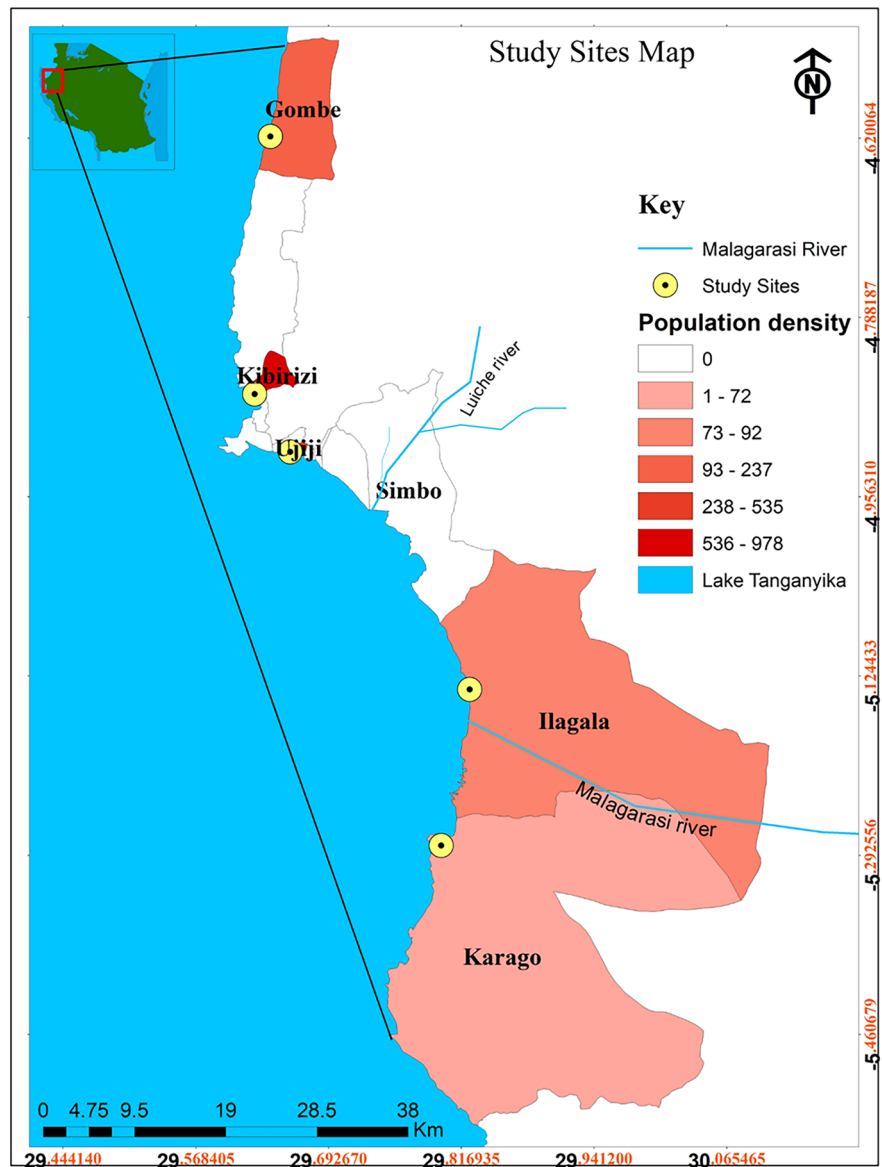 Study Sites Map
N
Gombe
Kibirizi
Ujiji
Simbo
Luiche river
Ilagala
Malagarasi river
Karago
Key
Malagarasi River
Study Sites
Population density
0
1 - 72
73 - 92
93 - 237
238 - 535
536 - 978
Lake Tanganyika
-4.620064
-4.788187
-4.956310
-5.124433
-5.292556
-5.460679
0 4.75 9.5 19 28.5 38
Km
29.444140 29.568405 29.692670 29.816935 29.941200 30.065465